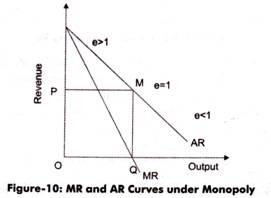 e>1
P
M
e=1
e<1
AR
Revenue
O
Q
Output
MR
Figure-10: MR and AR Curves under Monopoly